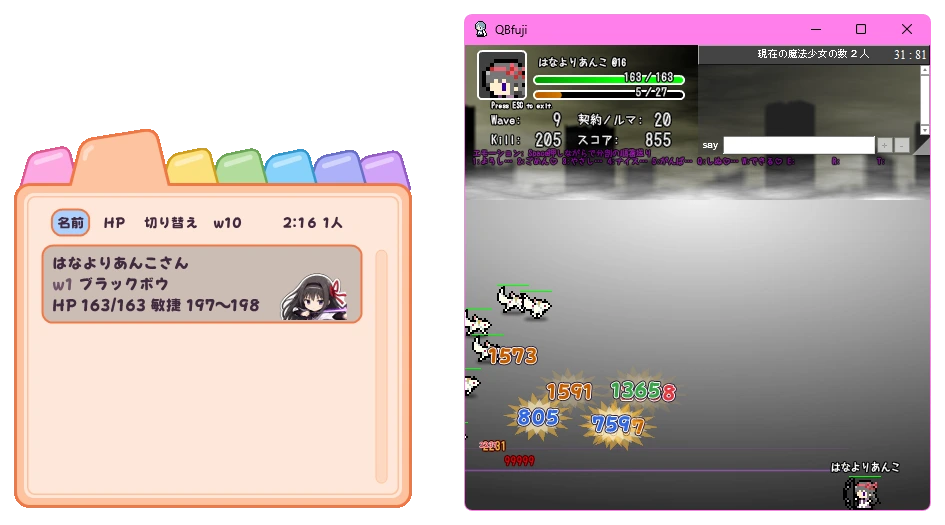 名前 HP 切り替え w10 2:16 1人
はなよりあんこさん
w1 ブラックボウ
HP 163/163 敏捷 197～198
QBfuji
はなよりあんこ @16
163/163
5/27
Press ESC to exit
Wave: 9 契約/ノルマ: 20
Kill: 205 スコア: 855
現在の魔法少女の数 2 人 31:81
say
+ -
1573
1591 13658
805 7597
99999
はなよりあんこ